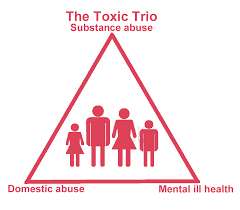 The Toxic Trio
Substance abuse
Domestic abuse
Mental ill health